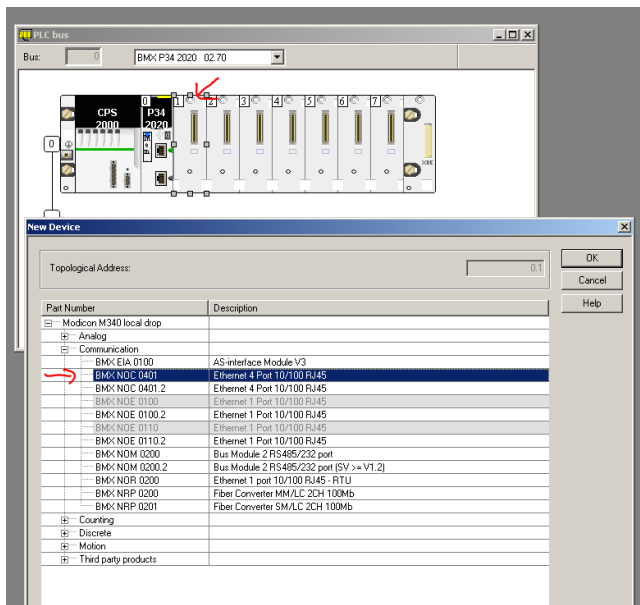 PLC bus
Bus: 0 BMX P34 2020 02.70
0 1 2 3 4 5 6 7
CPS P34
2000 2020
0
XBE
New Device
Topological Address: 0.1
OK
Cancel
Help
Part Number Description
Modicon M340 local drop
Analog
Communication
BMX EIA 0100 AS-interface Module V3
BMX NOC 0401 Ethernet 4 Port 10/100 RJ45
BMX NOC 0401.2 Ethernet 4 Port 10/100 RJ45
BMX NOE 0100 Ethernet 1 Port 10/100 RJ45
BMX NOE 0100.2 Ethernet 1 Port 10/100 RJ45
BMX NOE 0110 Ethernet 1 Port 10/100 RJ45
BMX NOE 0110.2 Ethernet 1 Port 10/100 RJ45
BMX NOM 0200 Bus Module 2 RS485/232 port
BMX NOM 0200.2 Bus Module 2 RS485/232 port (SV >= V1.2)
BMX NOR 0200 Ethernet 1 port 10/100 RJ45 - RTU
BMX NRP 0200 Fiber Converter MM/LC 2CH 100Mb
BMX NRP 0201 Fiber Converter SM/LC 2CH 100Mb
Counting
Discrete
Motion
Third party products